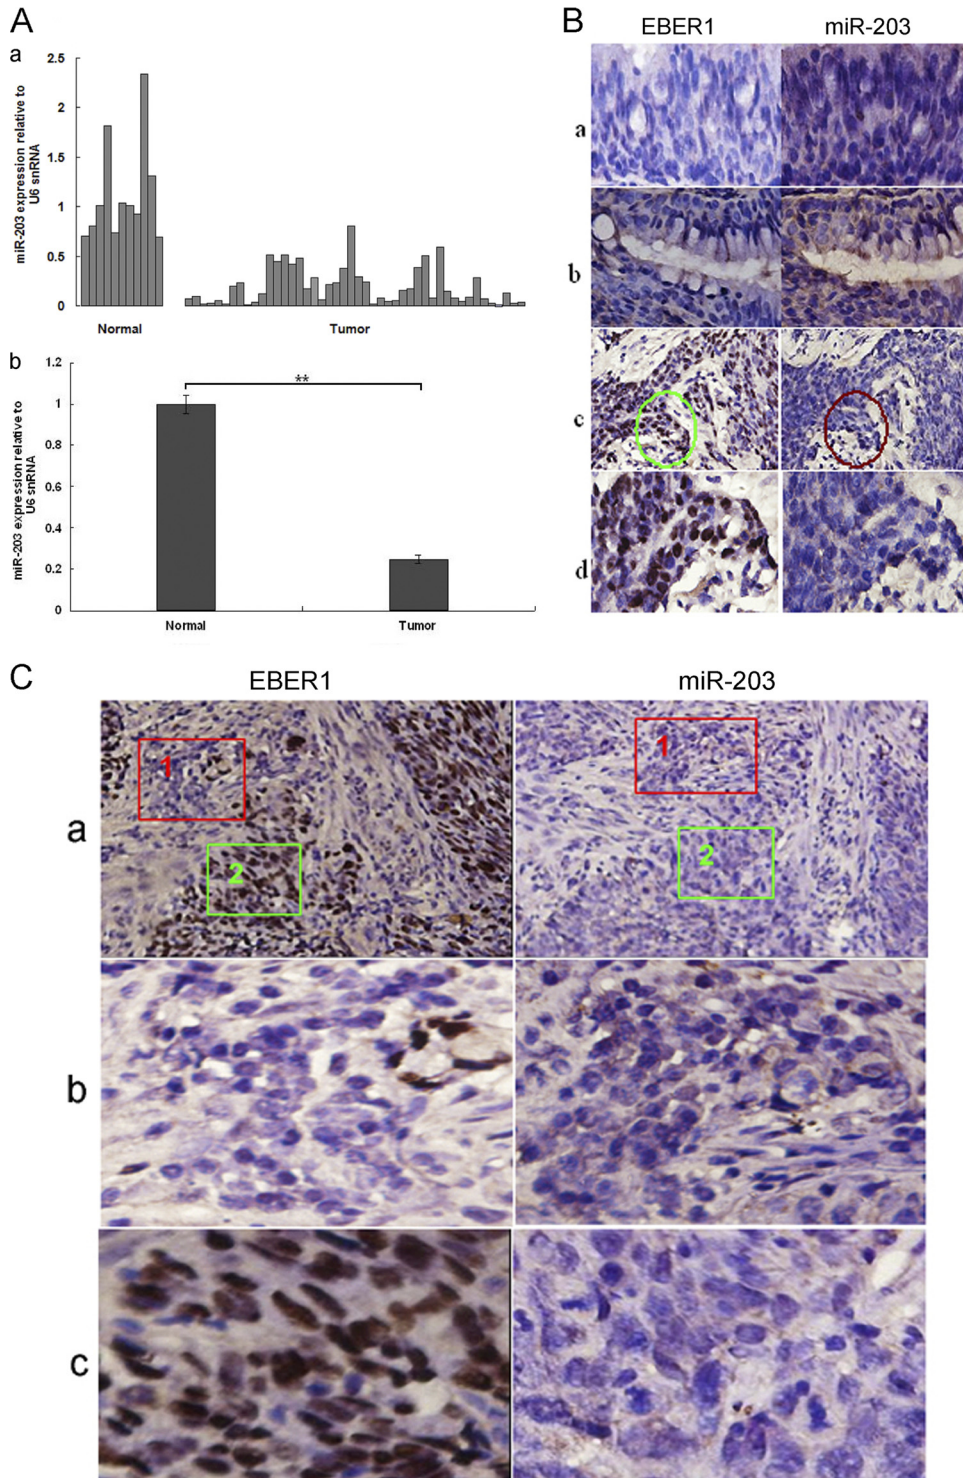 A
a
miR-203 expression relative to
U6 snRNA
2.5
2
1.5
1
0.5
0
Normal
Tumor
b
miR-203 expression relative to
U6 snRNA
1.2
1
0.8
0.6
0.4
0.2
0
**
Normal
Tumor
B
EBER1
miR-203
a
b
c
d
C
EBER1
miR-203
a
1
2
1
2
b
c